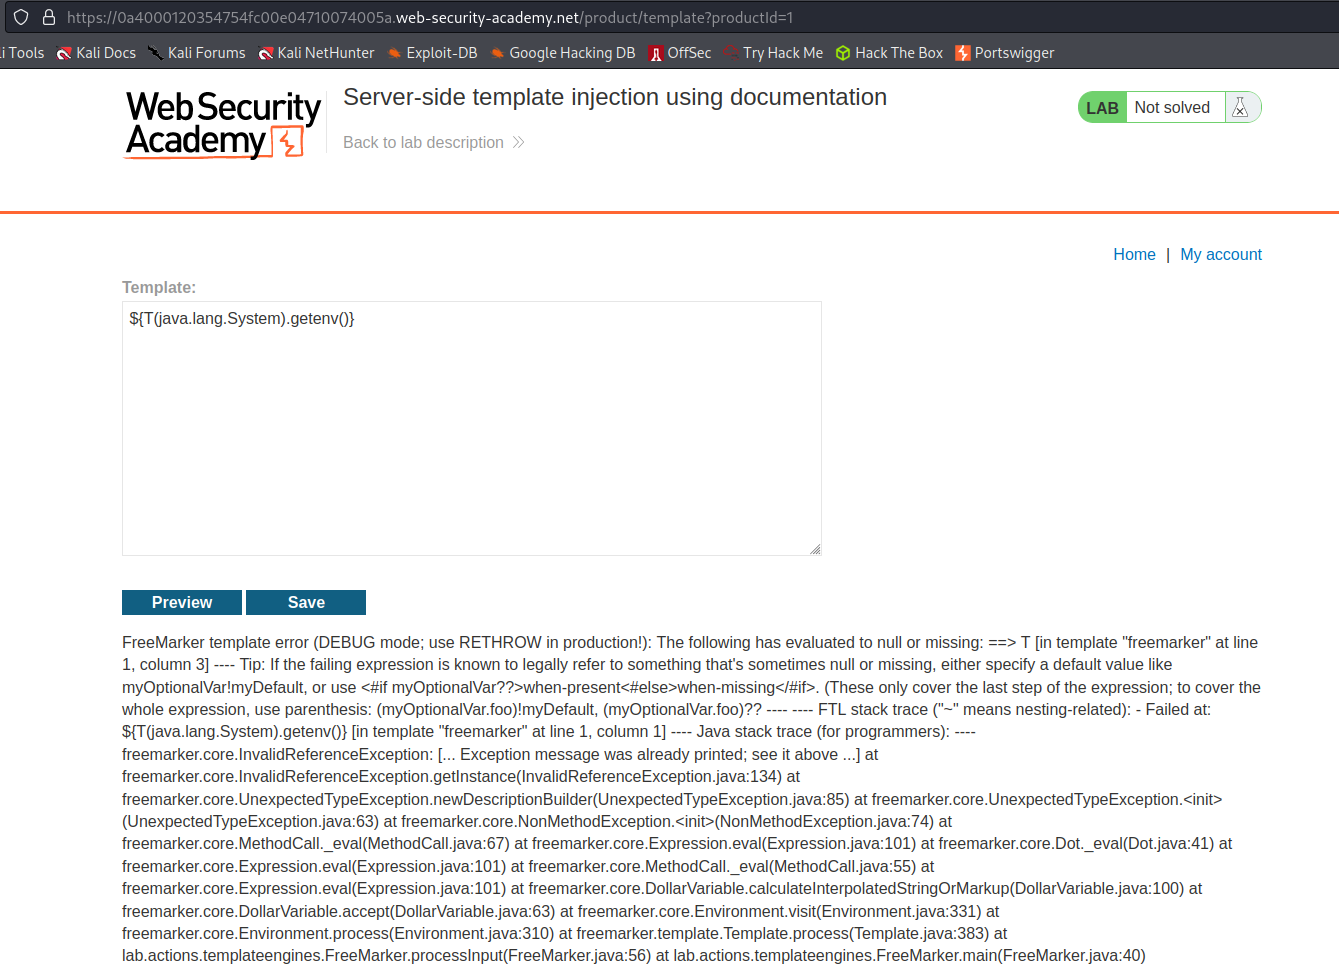 https://0a4000120354754fc00e04710074005a.web-security-academy.net/product/template?productId=1
li Tools Kali Docs Kali Forums Kali NetHunter Exploit-DB Google Hacking DB OffSec Try Hack Me Hack The Box Portswigger
Web Security
Academy
Server-side template injection using documentation
Back to lab description
LAB Not solved
Home | My account
Template:
${T(java.lang.System).getenv()}
Preview Save
FreeMarker template error (DEBUG mode; use RETHROW in production!): The following has evaluated to null or missing: ==> T [in template "freemarker" at line
1, column 3] ---- Tip: If the failing expression is known to legally refer to something that's sometimes null or missing, either specify a default value like
myOptionalVar!myDefault, or use <#if myOptionalVar??>when-present<#else>when-missing</#if>. (These only cover the last step of the expression; to cover the
whole expression, use parenthesis: (myOptionalVar.foo)!myDefault, (myOptionalVar.foo)?? ---- ---- FTL stack trace ("~" means nesting-related): - Failed at:
${T(java.lang.System).getenv()} [in template "freemarker" at line 1, column 1] ---- Java stack trace (for programmers): ----
freemarker.core.InvalidReferenceException: [... Exception message was already printed; see it above ...] at
freemarker.core.InvalidReferenceException.getInstance(InvalidReferenceException.java:134) at
freemarker.core.UnexpectedTypeException.newDescriptionBuilder(UnexpectedTypeException.java:85) at freemarker.core.UnexpectedTypeException.<init>
(UnexpectedTypeException.java:63) at freemarker.core.NonMethodException.<init>(NonMethodException.java:74) at
freemarker.core.MethodCall._eval(MethodCall.java:67) at freemarker.core.Expression.eval(Expression.java:101) at freemarker.core.Dot._eval(Dot.java:41) at
freemarker.core.Expression.eval(Expression.java:101) at freemarker.core.MethodCall._eval(MethodCall.java:55) at
freemarker.core.Expression.eval(Expression.java:101) at freemarker.core.DollarVariable.calculateInterpolatedStringOrMarkup(DollarVariable.java:100) at
freemarker.core.DollarVariable.accept(DollarVariable.java:63) at freemarker.core.Environment.visit(Environment.java:331) at
freemarker.core.Environment.process(Environment.java:310) at freemarker.template.Template.process(Template.java:383) at
lab.actions.templateengines.FreeMarker.processInput(FreeMarker.java:56) at lab.actions.templateengines.FreeMarker.main(FreeMarker.java:40)